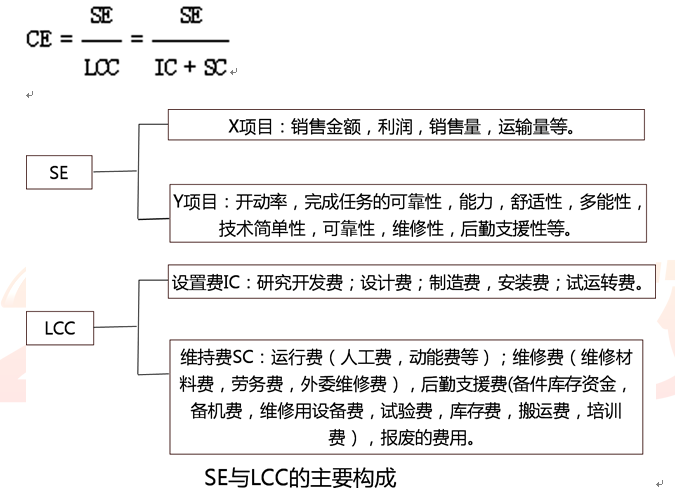 CE = SE / LCC = SE / IC + SC
SE
X项目：销售金额，利润，销售量，运输量等。
Y项目：开动率，完成任务的可靠性，能力，舒适性，多能性，
技术简单性，可靠性，维修性，后勤支援性等。
LCC
设置费IC：研究开发费；设计费；制造费，安装费；试运转费。
维持费SC：运行费（人工费，动能费等）；维修费（维修材
料费，劳务费，外委维修费），后勤支援费(备件库存资金，
备机费，维修用设备费，试验费，库存费，搬运费，培训
费），报废的费用。
SE与LCC的主要构成